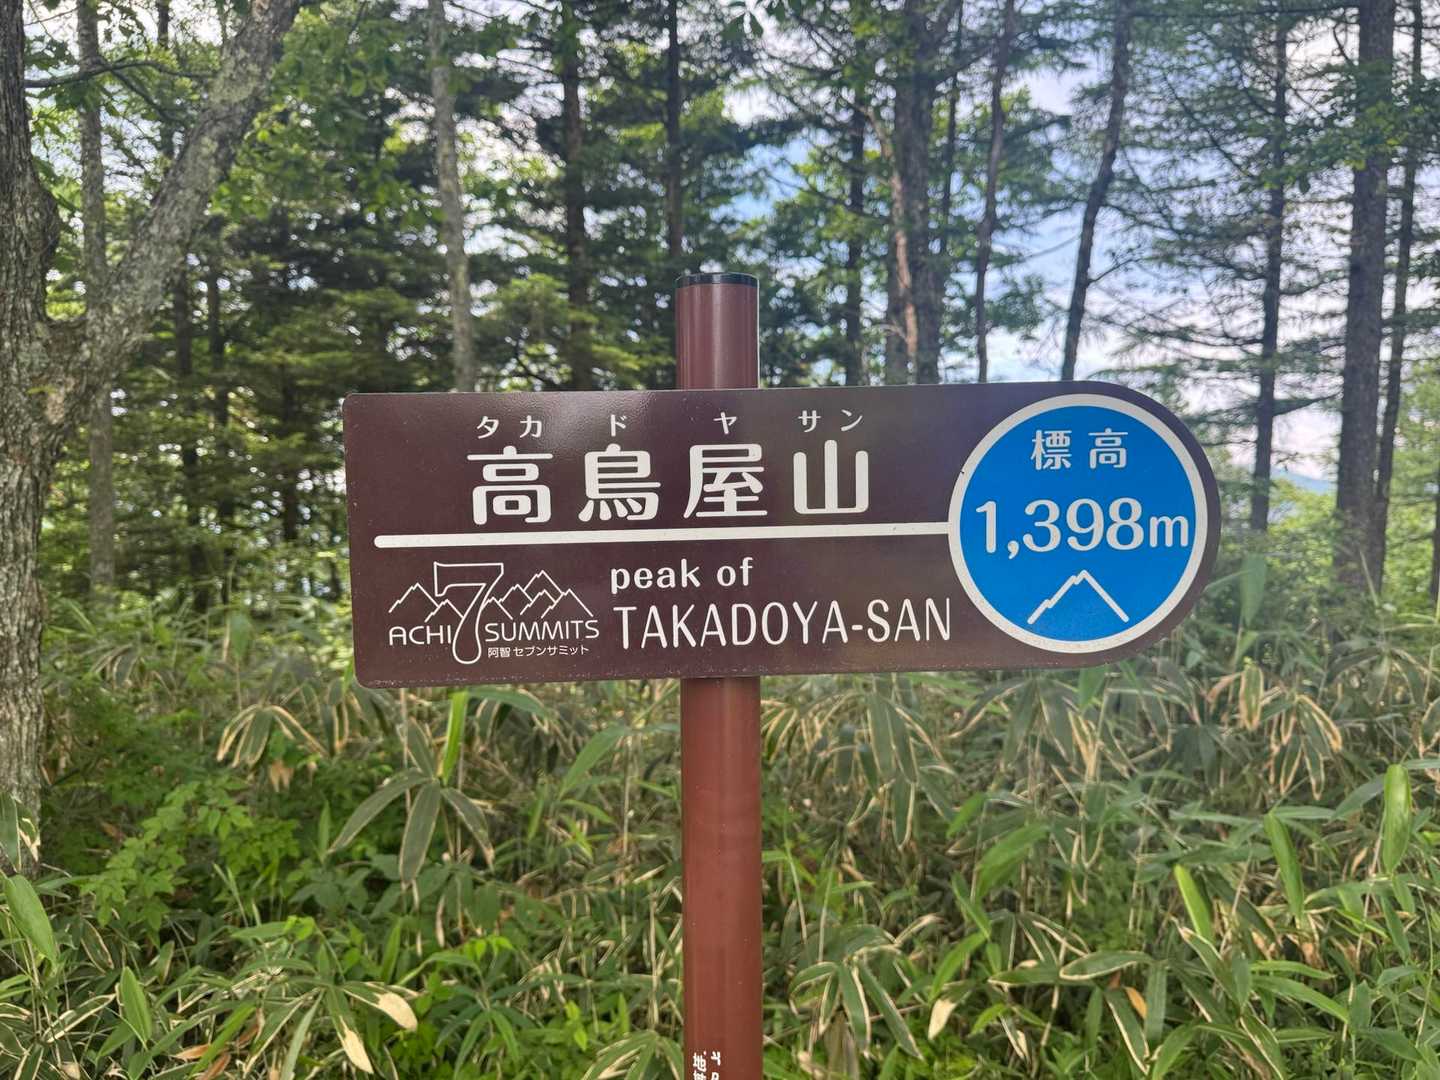 タカドヤサン
高鳥屋山
peak of
TAKADOYA-SAN
ACHI 7 SUMMITS
阿智セブンサミット
標高
1,398m